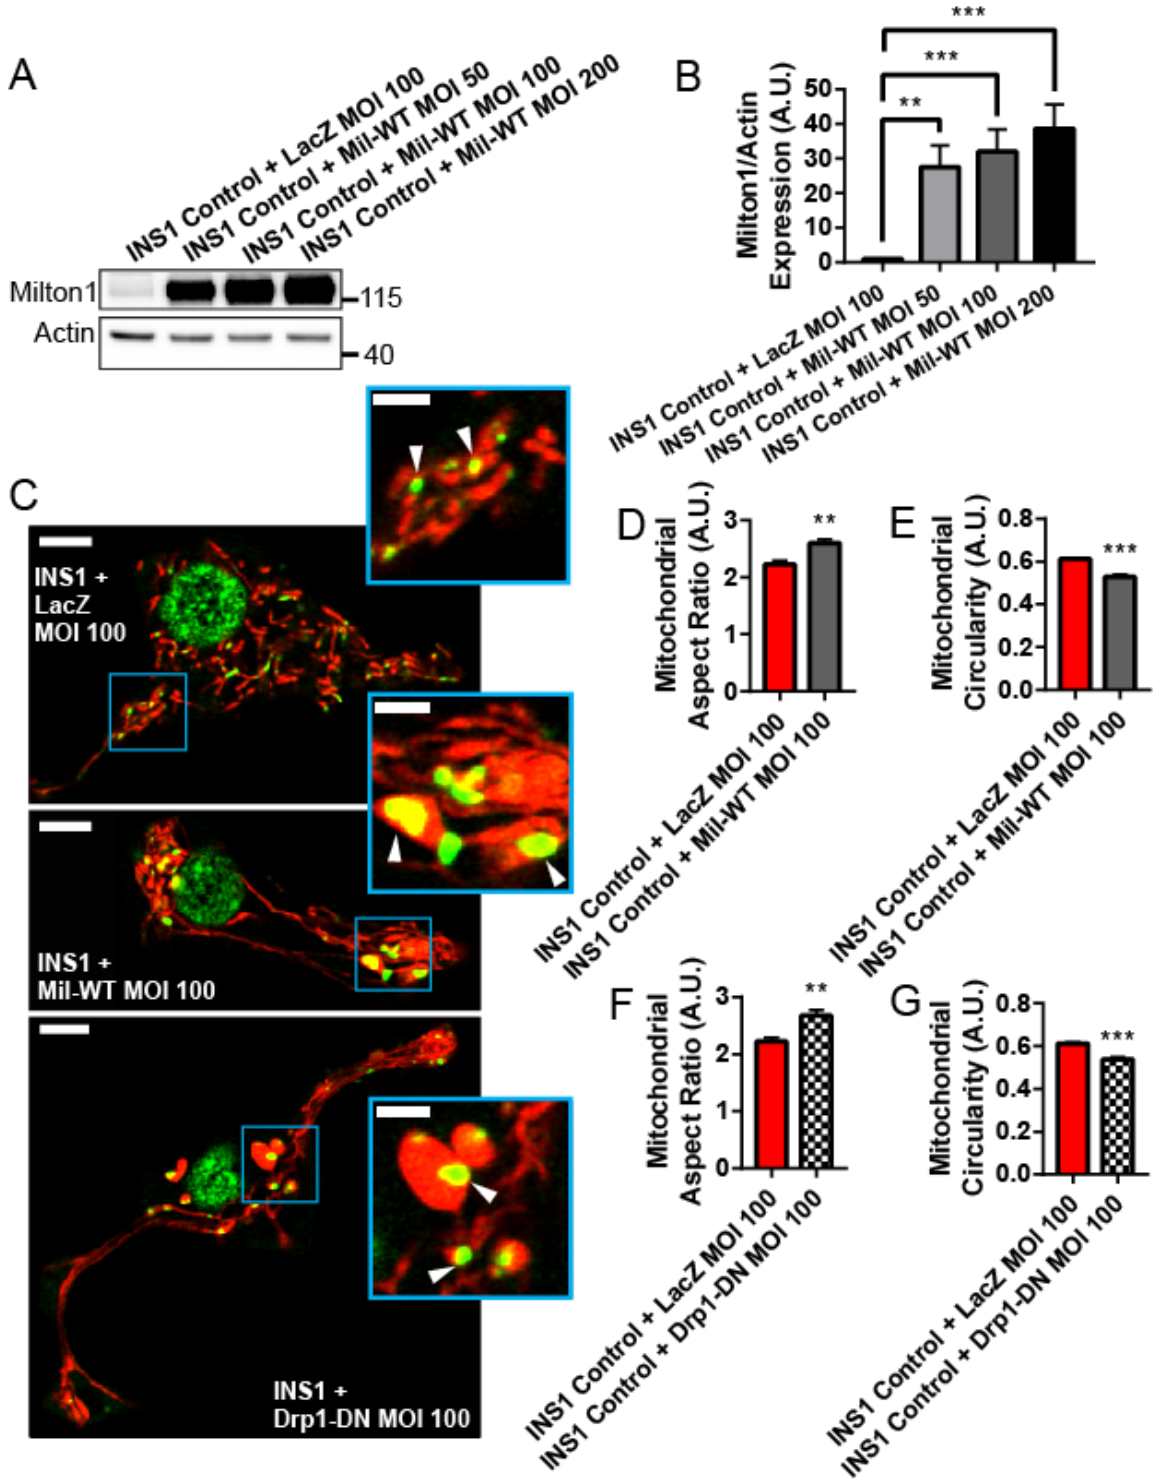 A
INS1 Control + LacZ MOI 100
INS1 Control + Mil-WT MOI 50
INS1 Control + Mil-WT MOI 100
INS1 Control + Mil-WT MOI 200
Milton1
115
Actin
40
B
Milton1/Actin
Expression (A.U.)
50
40
30
20
10
0
**
***
***
INS1 Control + LacZ MOI 100
INS1 Control + Mil-WT MOI 50
INS1 Control + Mil-WT MOI 100
INS1 Control + Mil-WT MOI 200
C
INS1 +
LacZ
MOI 100
INS1 +
Mil-WT MOI 100
INS1 +
Drp1-DN MOI 100
D
Mitochondrial
Aspect Ratio (A.U.)
3
2
1
0
**
INS1 Control + LacZ MOI 100
INS1 Control + Mil-WT MOI 100
E
Mitochondrial
Circularity (A.U.)
0.8
0.6
0.4
0.2
0.0
***
INS1 Control + LacZ MOI 100
INS1 Control + Mil-WT MOI 100
F
Mitochondrial
Aspect Ratio (A.U.)
3
2
1
0
**
INS1 Control + LacZ MOI 100
INS1 Control + Drp1-DN MOI 100
G
Mitochondrial
Circularity (A.U.)
0.8
0.6
0.4
0.2
0.0
***
INS1 Control + LacZ MOI 100
INS1 Control + Drp1-DN MOI 100